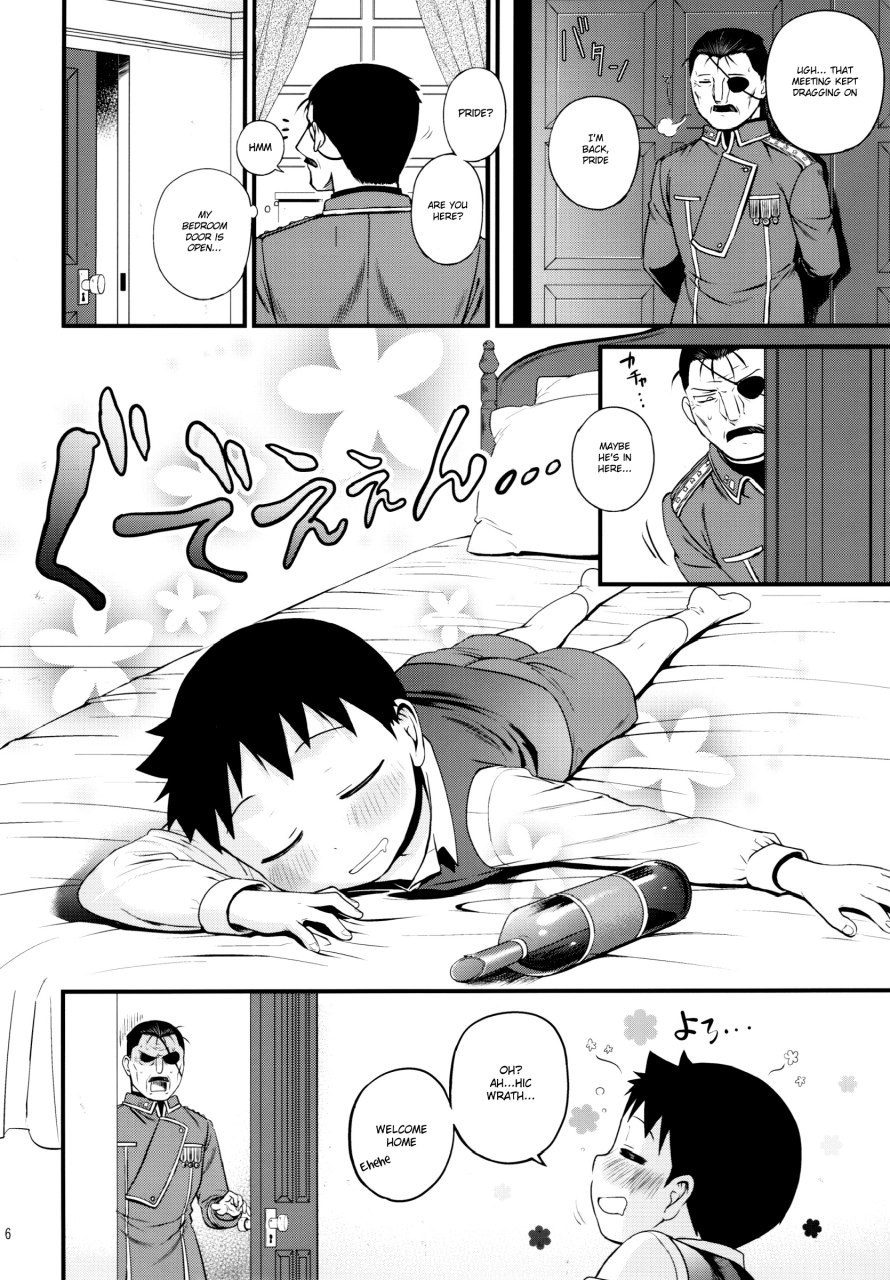 UGH... THAT
MEETING KEPT
DRAGGING ON
バターン
I'M
BACK,
PRIDE
PRIDE?
ARE YOU
HERE?
HMM
MY
BEDROOM
DOOR IS
OPEN...
カチャ...
MAYBE
HE'S IN
HERE...
ぐでえぇん...
よろ...
OH?
AH...HIC
WRATH...
WELCOME
HOME
Ehehe
6